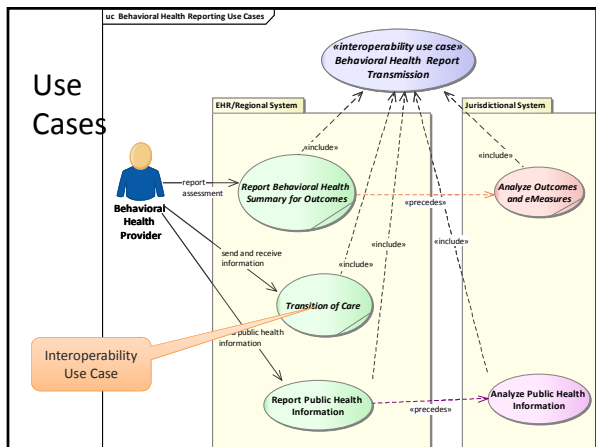 uc Behavioral Health Reporting Use Cases
Use
Cases
«interoperability use case»
Behavioral Health Report
Transmission
EHR/Regional System
Jurisdictional System
«include»
«include»
report
assessment
Report Behavioral Health
Summary for Outcomes
Analyze Outcomes
and eMeasures
«precedes»
Behavioral
Health
Provider
«include»
«include»
send and receive
information
«include»
Transition of Care
public health
information
Interoperability
Use Case
Report Public Health
Information
«precedes»
Analyze Public Health
Information